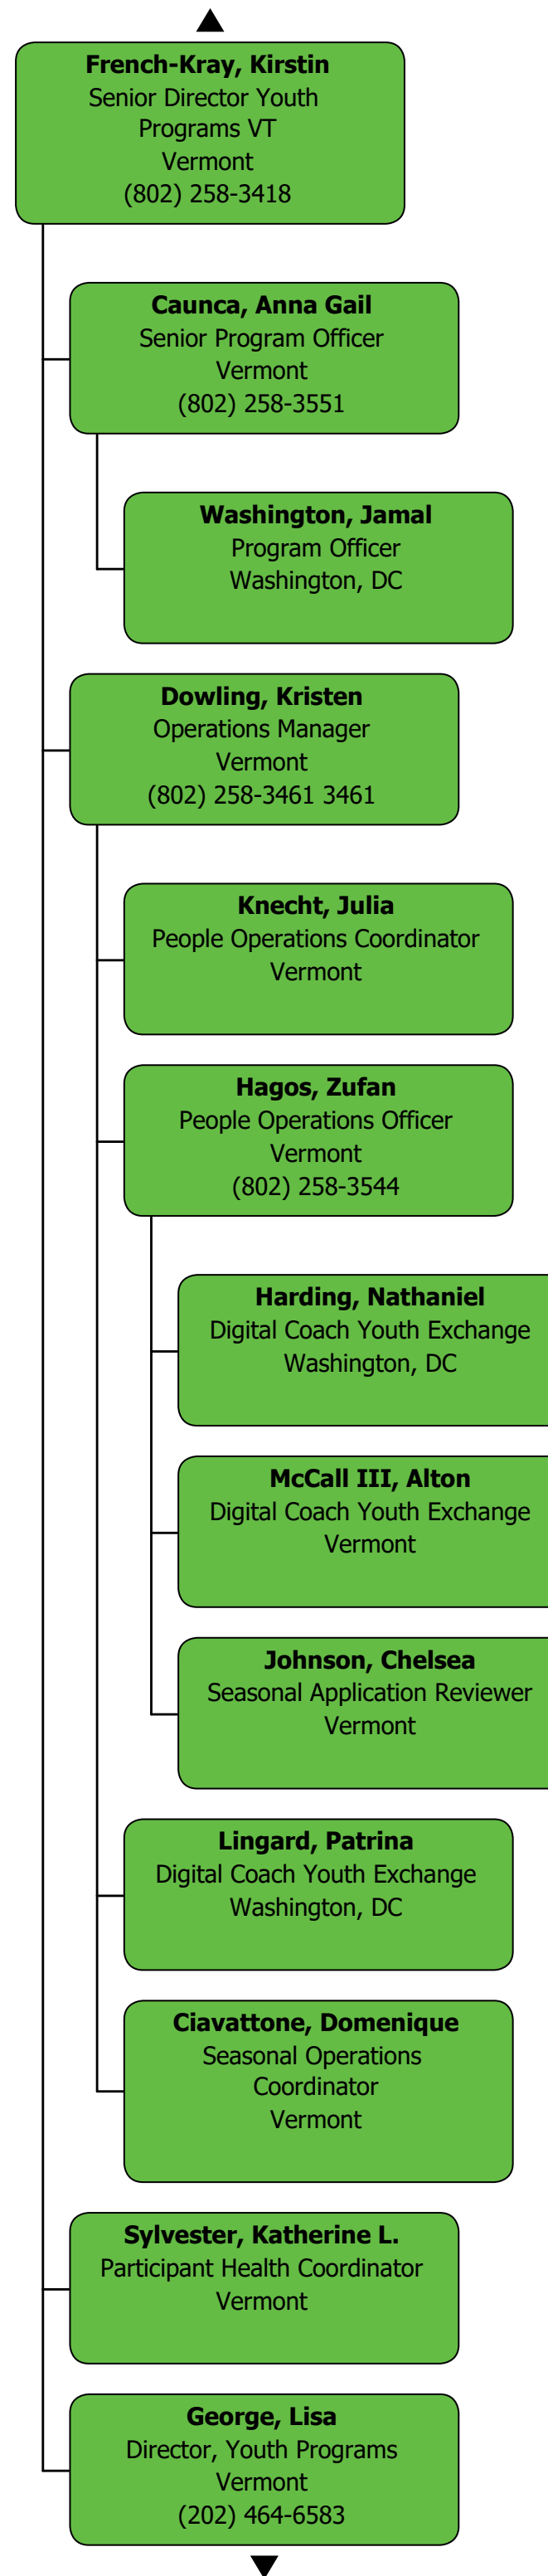 French-Kray, Kirstin
Senior Director Youth
Programs VT
Vermont
(802) 258-3418
Caunca, Anna Gail
Senior Program Officer
Vermont
(802) 258-3551
Washington, Jamal
Program Officer
Washington, DC
Dowling, Kristen
Operations Manager
Vermont
(802) 258-3461 3461
Knecht, Julia
People Operations Coordinator
Vermont
Hagos, Zufan
People Operations Officer
Vermont
(802) 258-3544
Harding, Nathaniel
Digital Coach Youth Exchange
Washington, DC
McCall III, Alton
Digital Coach Youth Exchange
Vermont
Johnson, Chelsea
Seasonal Application Reviewer
Vermont
Lingard, Patrina
Digital Coach Youth Exchange
Washington, DC
Ciavattone, Domenique
Seasonal Operations
Coordinator
Vermont
Sylvester, Katherine L.
Participant Health Coordinator
Vermont
George, Lisa
Director, Youth Programs
Vermont
(202) 464-6583